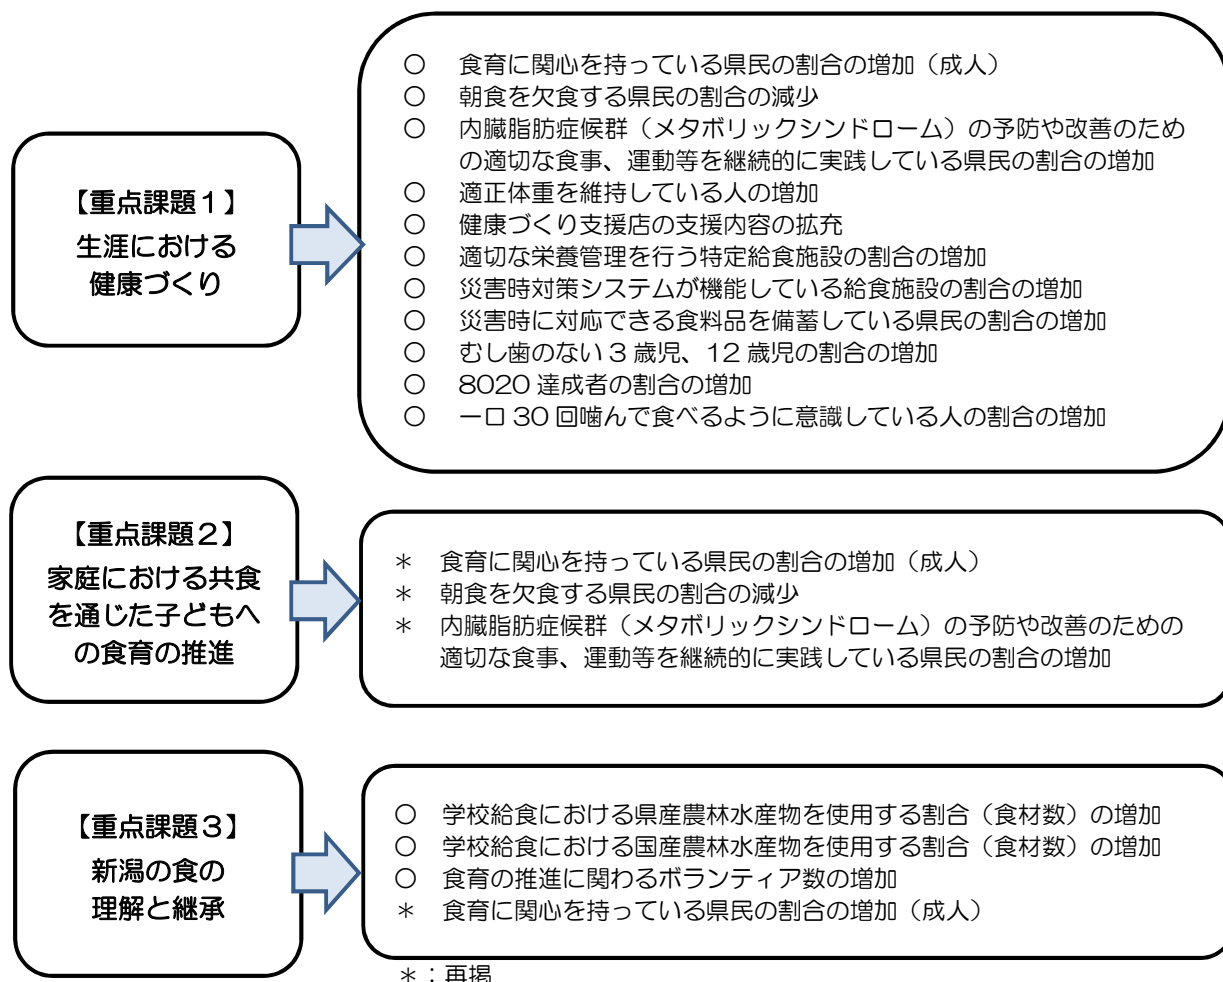 【重点課題１】
生涯における
健康づくり
○ 食育に関心を持っている県民の割合の増加（成人）
○ 朝食を欠食する県民の割合の減少
○ 内臓脂肪症候群（メタボリックシンドローム）の予防や改善のため
の適切な食事、運動等を継続的に実践している県民の割合の増加
○ 適正体重を維持している人の増加
○ 健康づくり支援店の支援内容の拡充
○ 適切な栄養管理を行う特定給食施設の割合の増加
○ 災害時対策システムが機能している給食施設の割合の増加
○ 災害時に対応できる食料品を備蓄している県民の割合の増加
○ むし歯のない 3 歳児、12 歳児の割合の増加
○ 8020 達成者の割合の増加
○ 一口 30 回噛んで食べるように意識している人の割合の増加
【重点課題２】
家庭における共食
を通じた子どもへ
の食育の推進
＊ 食育に関心を持っている県民の割合の増加（成人）
＊ 朝食を欠食する県民の割合の減少
＊ 内臓脂肪症候群（メタボリックシンドローム）の予防や改善のための
適切な食事、運動等を継続的に実践している県民の割合の増加
【重点課題３】
新潟の食の
理解と継承
○ 学校給食における県産農林水産物を使用する割合（食材数）の増加
○ 学校給食における国産農林水産物を使用する割合（食材数）の増加
○ 食育の推進に関わるボランティア数の増加
＊ 食育に関心を持っている県民の割合の増加（成人）
＊：再掲